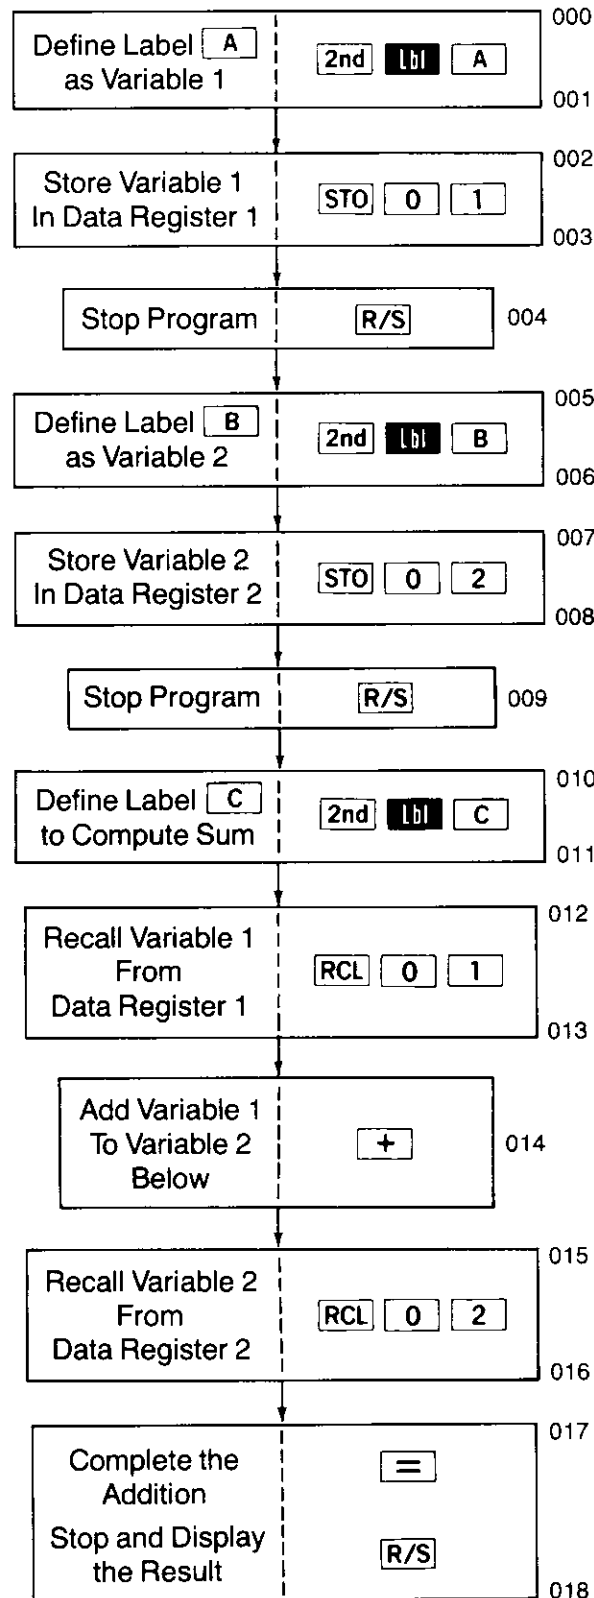 000
Define Label A
as Variable 1
2nd Lbl A
001
002
Store Variable 1
In Data Register 1
STO 0 1
003
Stop Program
R/S
004
005
Define Label B
as Variable 2
2nd Lbl B
006
007
Store Variable 2
In Data Register 2
STO 0 2
008
Stop Program
R/S
009
010
Define Label C
to Compute Sum
2nd Lbl C
011
012
Recall Variable 1
From
Data Register 1
RCL 0 1
013
Add Variable 1
To Variable 2
Below
+
014
015
Recall Variable 2
From
Data Register 2
RCL 0 2
016
017
Complete the
Addition
=
Stop and Display
the Result
R/S
018